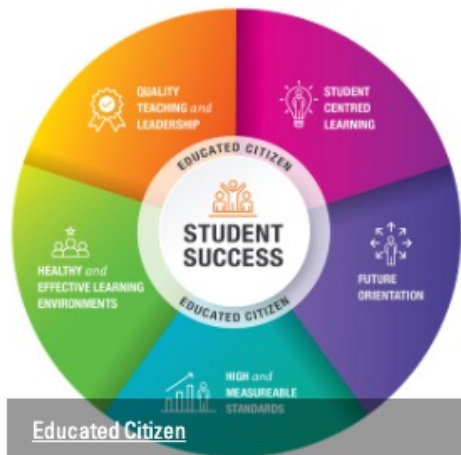 QUALITY
TEACHING and
LEADERSHIP
STUDENT
CENTRED
LEARNING
EDUCATED CITIZEN
STUDENT
SUCCESS
EDUCATED CITIZEN
HEALTHY and
EFFECTIVE LEARNING
ENVIRONMENTS
FUTURE
ORIENTATION
HIGH and
MEASUREABLE
STANDARDS
Educated Citizen